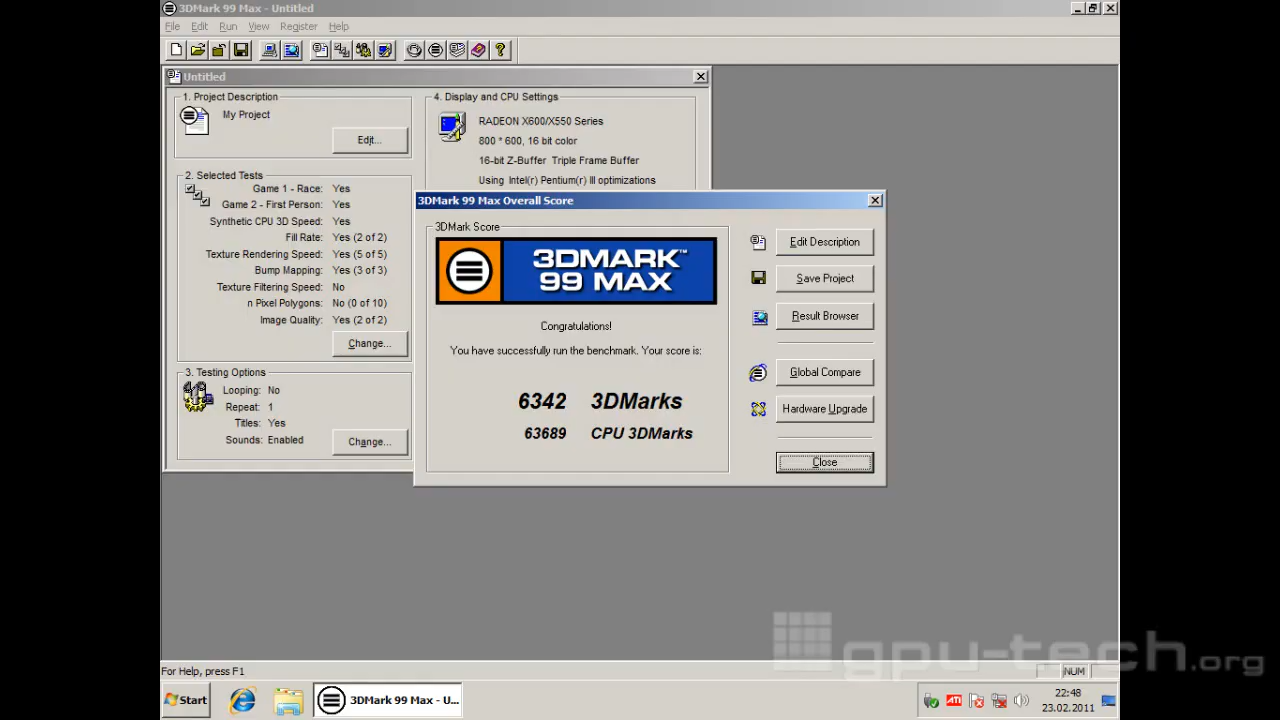 3DMark 99 Max - Untitled
File Edit Run View Register Help
Untitled
1. Project Description
My Project
Edit...
2. Selected Tests
Game 1 - Race: Yes
Game 2 - First Person: Yes
Synthetic CPU 3D Speed: Yes
Fill Rate: Yes (2 of 2)
Texture Rendering Speed: Yes (5 of 5)
Bump Mapping: Yes (3 of 3)
Texture Filtering Speed: No
n Pixel Polygons: No (0 of 10)
Image Quality: Yes (2 of 2)
Change...
3. Testing Options
Looping: No
Repeat: 1
Titles: Yes
Sounds: Enabled
Change...
4. Display and CPU Settings
RADEON X600/X550 Series
800 * 600, 16 bit color
16-bit Z-Buffer Triple Frame Buffer
Using Intel(r) Pentium(r) III optimizations
3DMark 99 Max Overall Score
3DMark Score
3DMARK™
99 MAX
Congratulations!
You have successfully run the benchmark. Your score is:
6342 3DMarks
63689 CPU 3DMarks
Edit Description
Save Project
Result Browser
Global Compare
Hardware Upgrade
Close
gpu-tech.org
For Help, press F1
NUM
Start
3DMark 99 Max - U...
ATI
22:48
23.02.2011